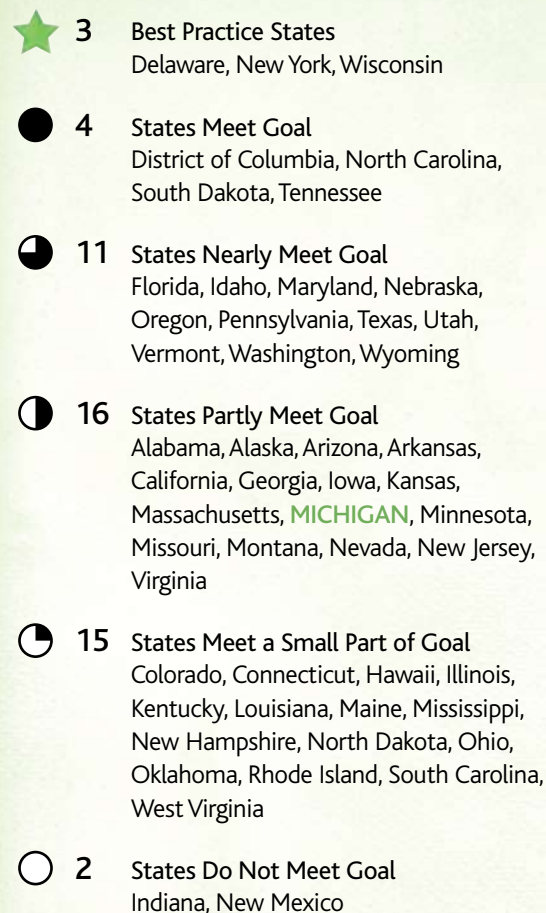 3 Best Practice States
Delaware, New York, Wisconsin
4 States Meet Goal
District of Columbia, North Carolina,
South Dakota, Tennessee
11 States Nearly Meet Goal
Florida, Idaho, Maryland, Nebraska,
Oregon, Pennsylvania, Texas, Utah,
Vermont, Washington, Wyoming
16 States Partly Meet Goal
Alabama, Alaska, Arizona, Arkansas,
California, Georgia, Iowa, Kansas,
Massachusetts, MICHIGAN, Minnesota,
Missouri, Montana, Nevada, New Jersey,
Virginia
15 States Meet a Small Part of Goal
Colorado, Connecticut, Hawaii, Illinois,
Kentucky, Louisiana, Maine, Mississippi,
New Hampshire, North Dakota, Ohio,
Oklahoma, Rhode Island, South Carolina,
West Virginia
2 States Do Not Meet Goal
Indiana, New Mexico